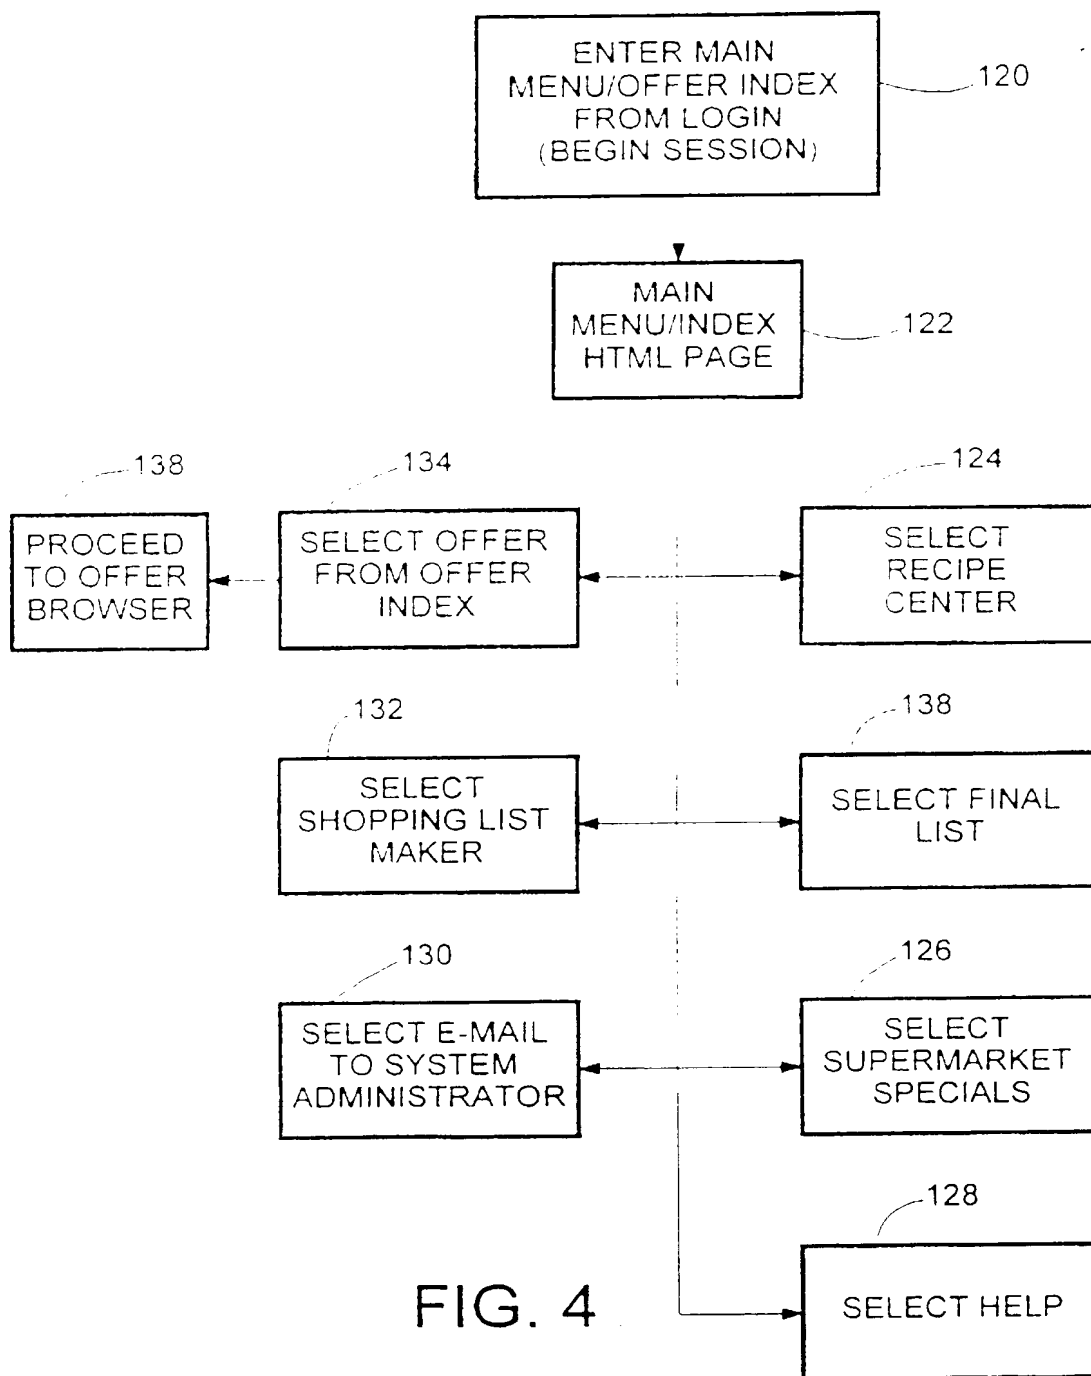 ENTER MAIN
MENU/OFFER INDEX
FROM LOGIN
(BEGIN SESSION)
120
MAIN
MENU/INDEX
HTML PAGE
122
138
PROCEED
TO OFFER
BROWSER
134
SELECT OFFER
FROM OFFER
INDEX
124
SELECT
RECIPE
CENTER
132
SELECT
SHOPPING LIST
MAKER
138
SELECT FINAL
LIST
130
SELECT E-MAIL
TO SYSTEM
ADMINISTRATOR
126
SELECT
SUPERMARKET
SPECIALS
128
SELECT HELP
FIG. 4